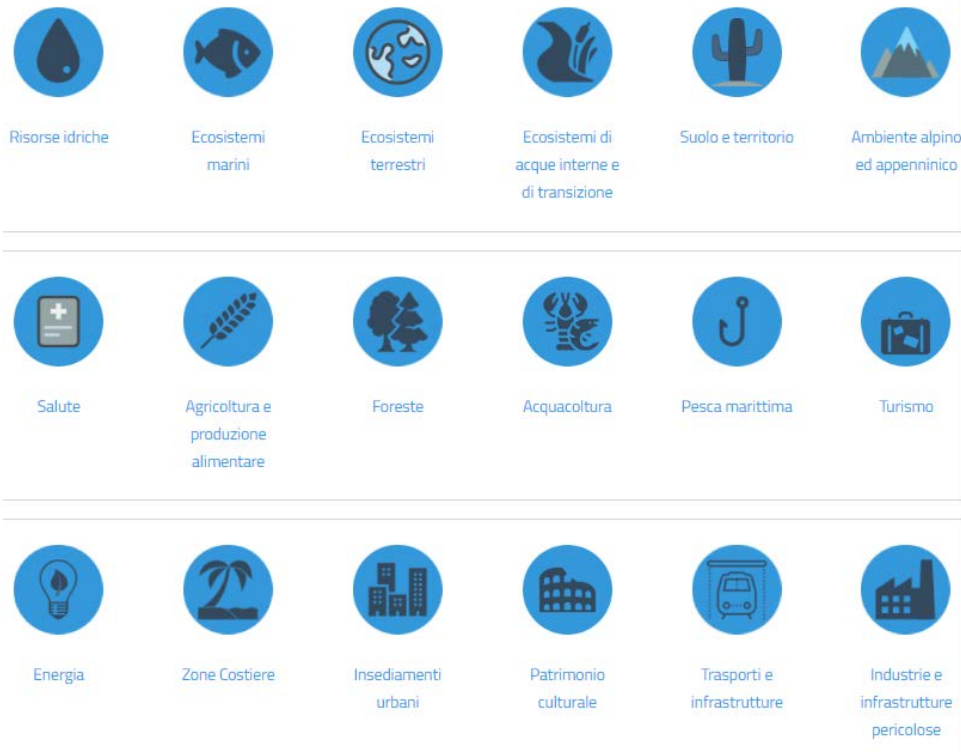 Risorse idriche
Ecosistemi
marini
Ecosistemi
terrestri
Ecosistemi di
acque interne e
di transizione
Suolo e territorio
Ambiente alpino
ed appenninico
Salute
Agricoltura e
produzione
alimentare
Foreste
Acquacoltura
Pesca marittima
Turismo
Energia
Zone Costiere
Insediamenti
urbani
Patrimonio
culturale
Trasporti e
infrastrutture
Industrie e
infrastrutture
pericolose